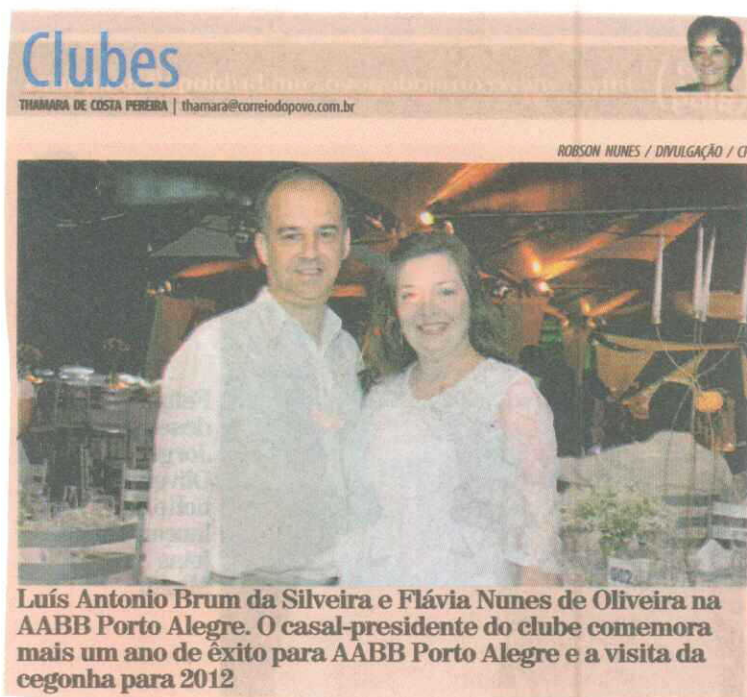 Clubes
THAMARA DE COSTA PEREIRA | thamara@correiodopovo.com.br
ROBSON NUNES / DIVULGAÇÃO /
Luís Antonio Brum da Silveira e Flávia Nunes de Oliveira na
AABB Porto Alegre. O casal-presidente do clube comemora
mais um ano de êxito para AABB Porto Alegre e a visita da
cegonha para 2012